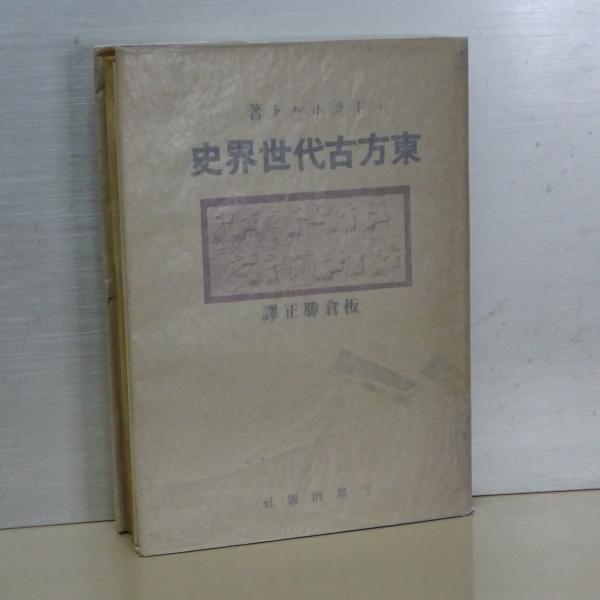 ドラポルト著
東方古代世界史
板倉勝正譯
三邦出版社